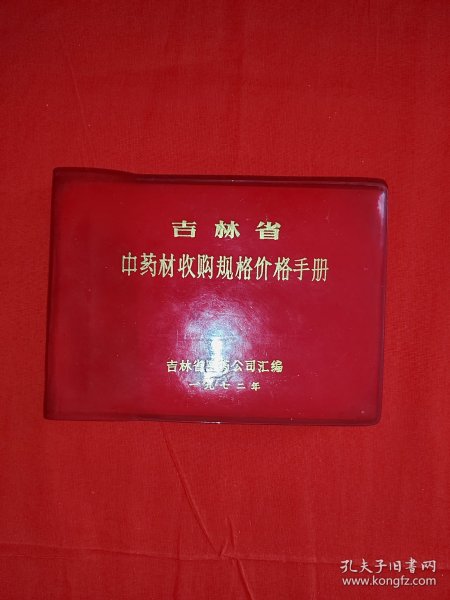 吉林省
中药材收购规格价格手册
吉林省医药公司汇编
一九七二年
孔夫子旧书网
www.kongfz.com